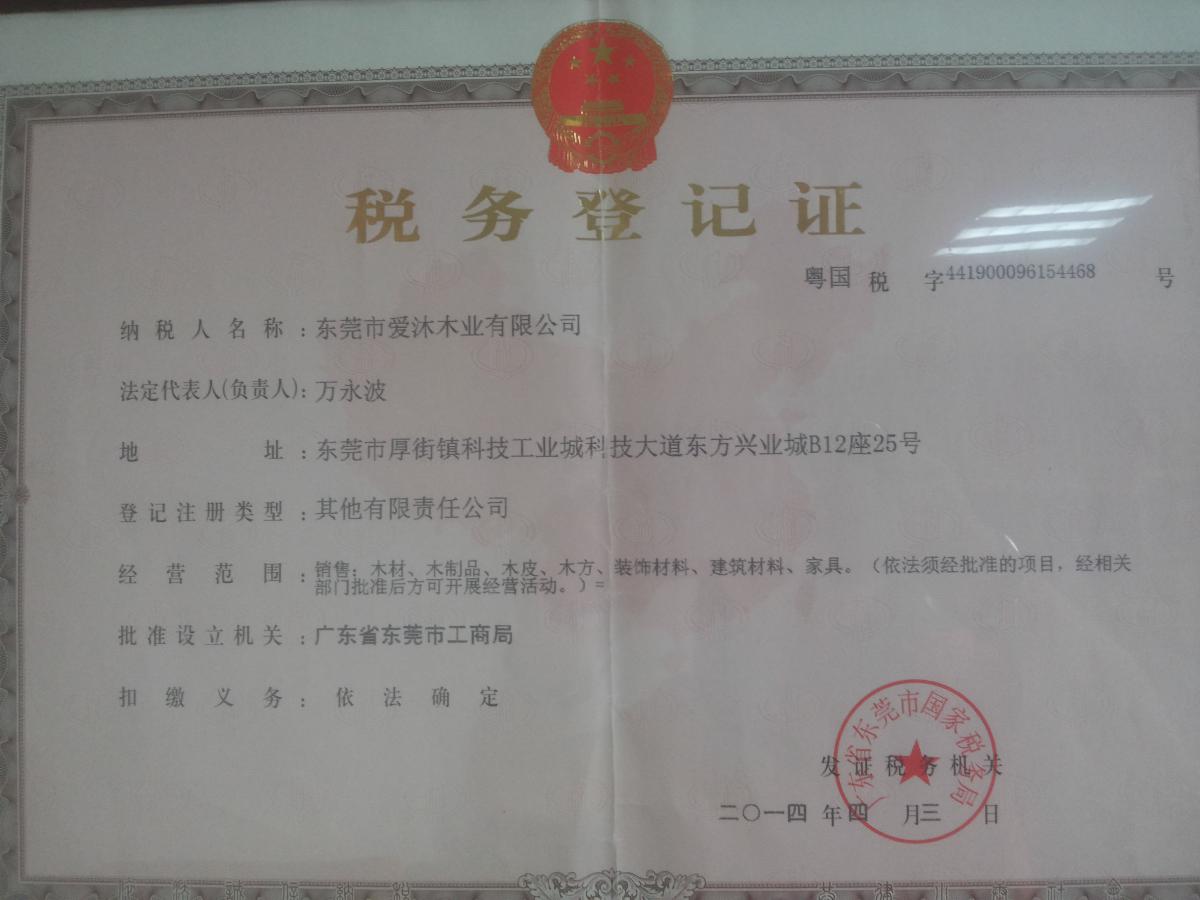 税务登记证
粤国 税 字441900096154468 号
纳税人名称：东莞市爱沐木业有限公司
法定代表人(负责人)：万永波
地 址：东莞市厚街镇科技工业城科技大道东方兴业城B12座25号
登记注册类型：其他有限责任公司
经营范围：销售；木材、木制品、木皮、木方、装饰材料、建筑材料、家具。（依法须经批准的项目，经相关
部门批准后方可开展经营活动。）=
批准设立机关：广东省东莞市工商局
扣缴义务：依法确定
广东省东莞市国家税务局
发证税务机关
二〇一四 年四 月三 日